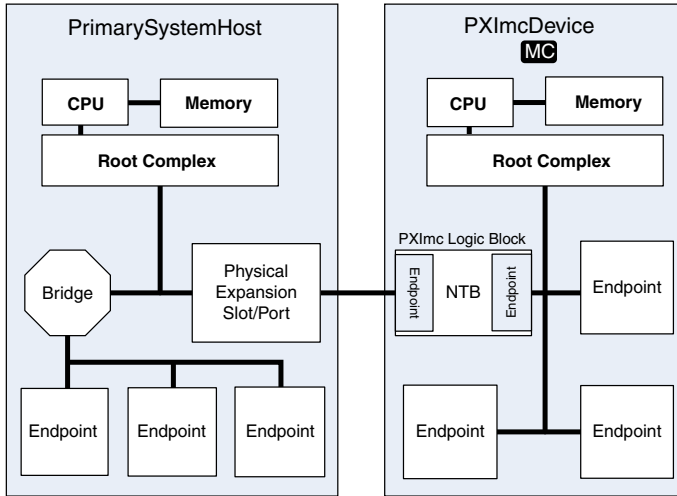 PrimarySystemHost
CPU
Memory
Root Complex
Bridge
Physical
Expansion
Slot/Port
Endpoint
Endpoint
Endpoint
PXImcDevice
MC
CPU
Memory
Root Complex
PXImc Logic Block
Endpoint
NTB
Endpoint
Endpoint
Endpoint
Endpoint